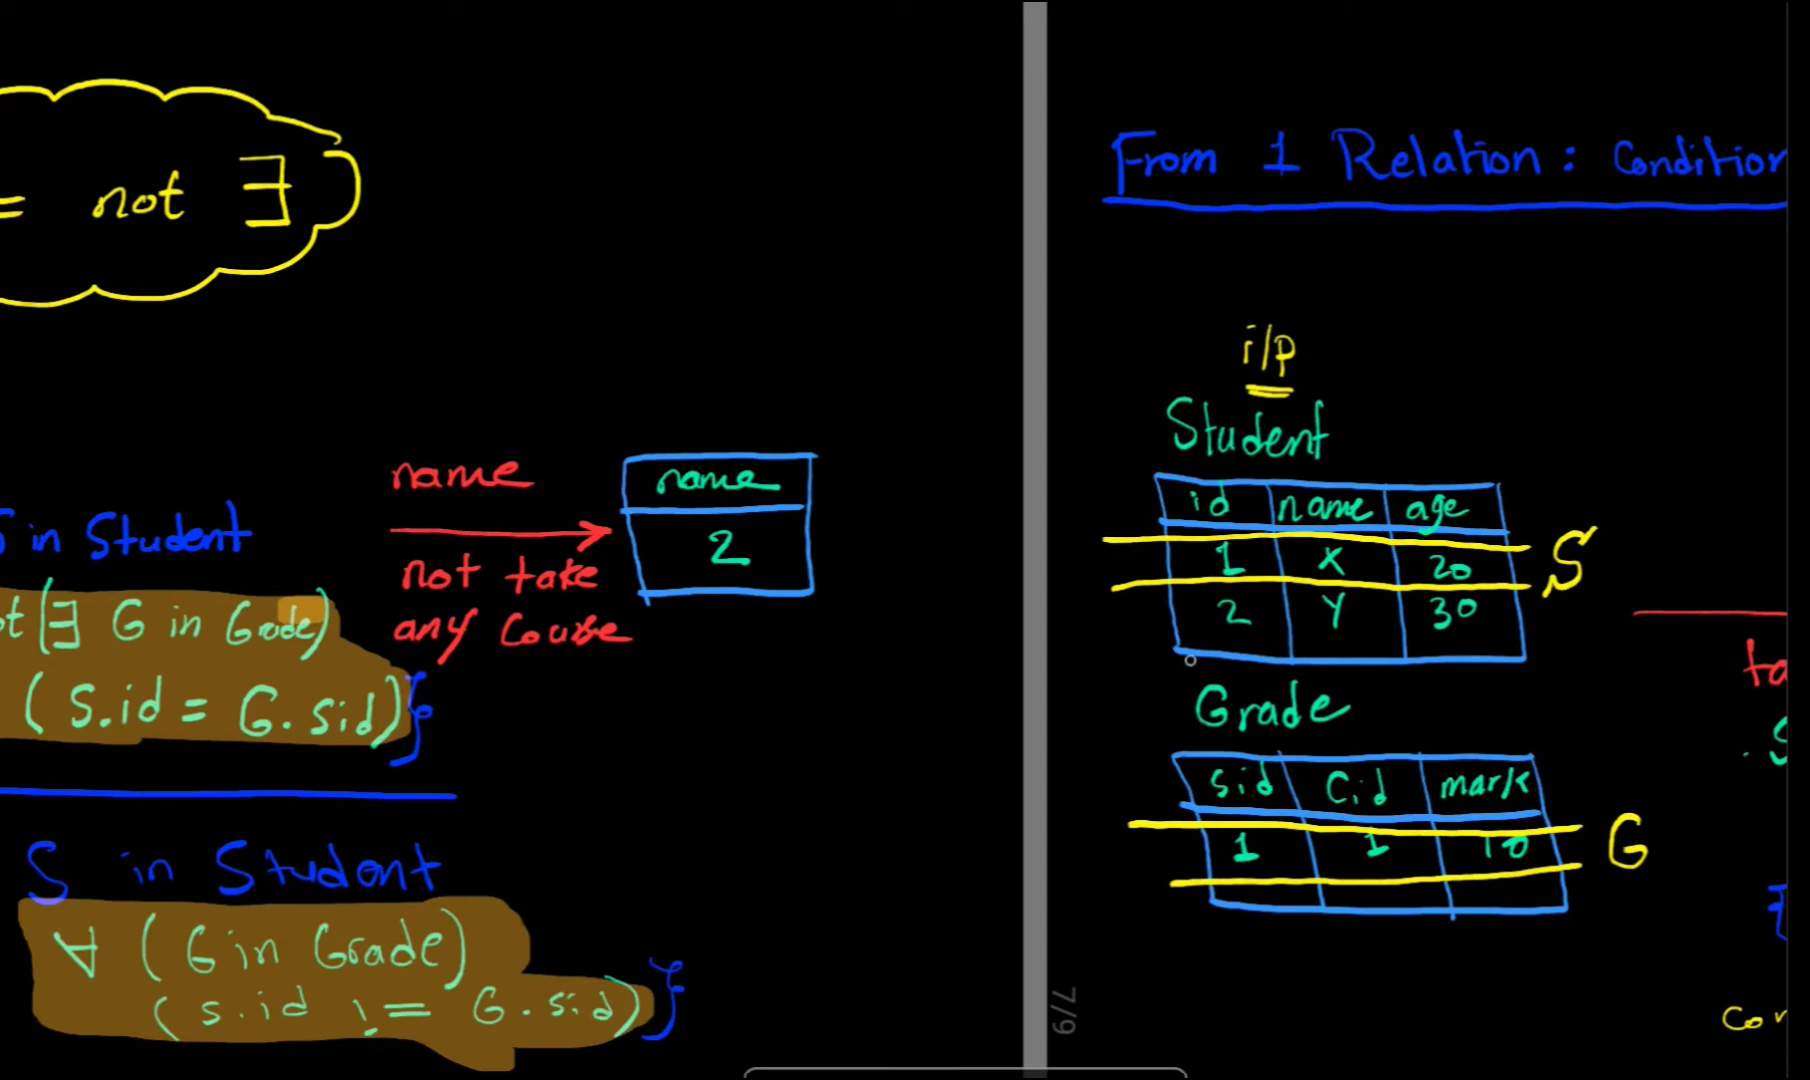 = not ∃ )
S in Student
not (∃ G in Grade)
( S.id = G.sid) }
name
not take
any Course
name
2
S in Student
∀ ( G in Grade)
( s.id != G.sid) }
From 1 Relation : Condition
i/p
Student
id name age
1 X 20
2 Y 30
S
Grade
Sid Cid mark
1 1 10
G
7/9